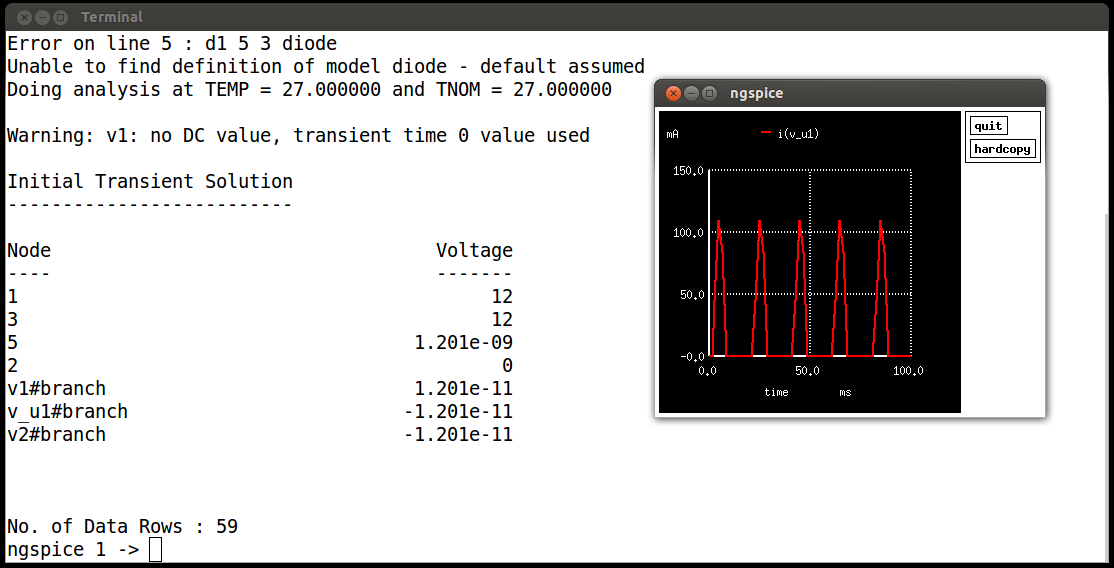 Terminal
Error on line 5 : d1 5 3 diode
Unable to find definition of model diode - default assumed
Doing analysis at TEMP = 27.000000 and TNOM = 27.000000
Warning: v1: no DC value, transient time 0 value used
Initial Transient Solution
--------------------------
Node Voltage
---- -------
1 12
3 12
5 1.201e-09
2 0
v1#branch 1.201e-11
v_u1#branch -1.201e-11
v2#branch -1.201e-11
No. of Data Rows : 59
ngspice 1 ->
ngspice
mA i(v_u1)
150.0
100.0
50.0
-0.0
0.0 50.0 100.0
time ms
quit
hardcopy